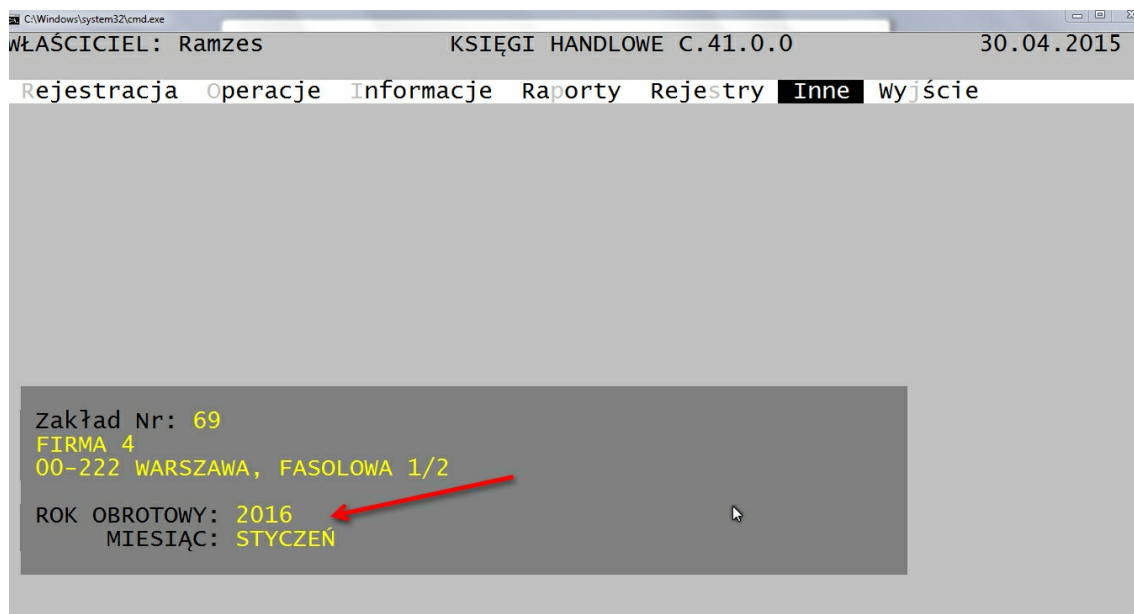 C:\Windows\system32\cmd.exe
WŁAŚCICIEL: Ramzes KSIĘGI HANDLOWE C.41.0.0 30.04.2015
Rejestracja Operacje Informacje Raporty Rejestry Inne Wyjście
Zakład Nr: 69
FIRMA 4
00-222 WARSZAWA, FASOLOWA 1/2
ROK OBROTOWY: 2016
MIESIĄC: STYCZEŃ